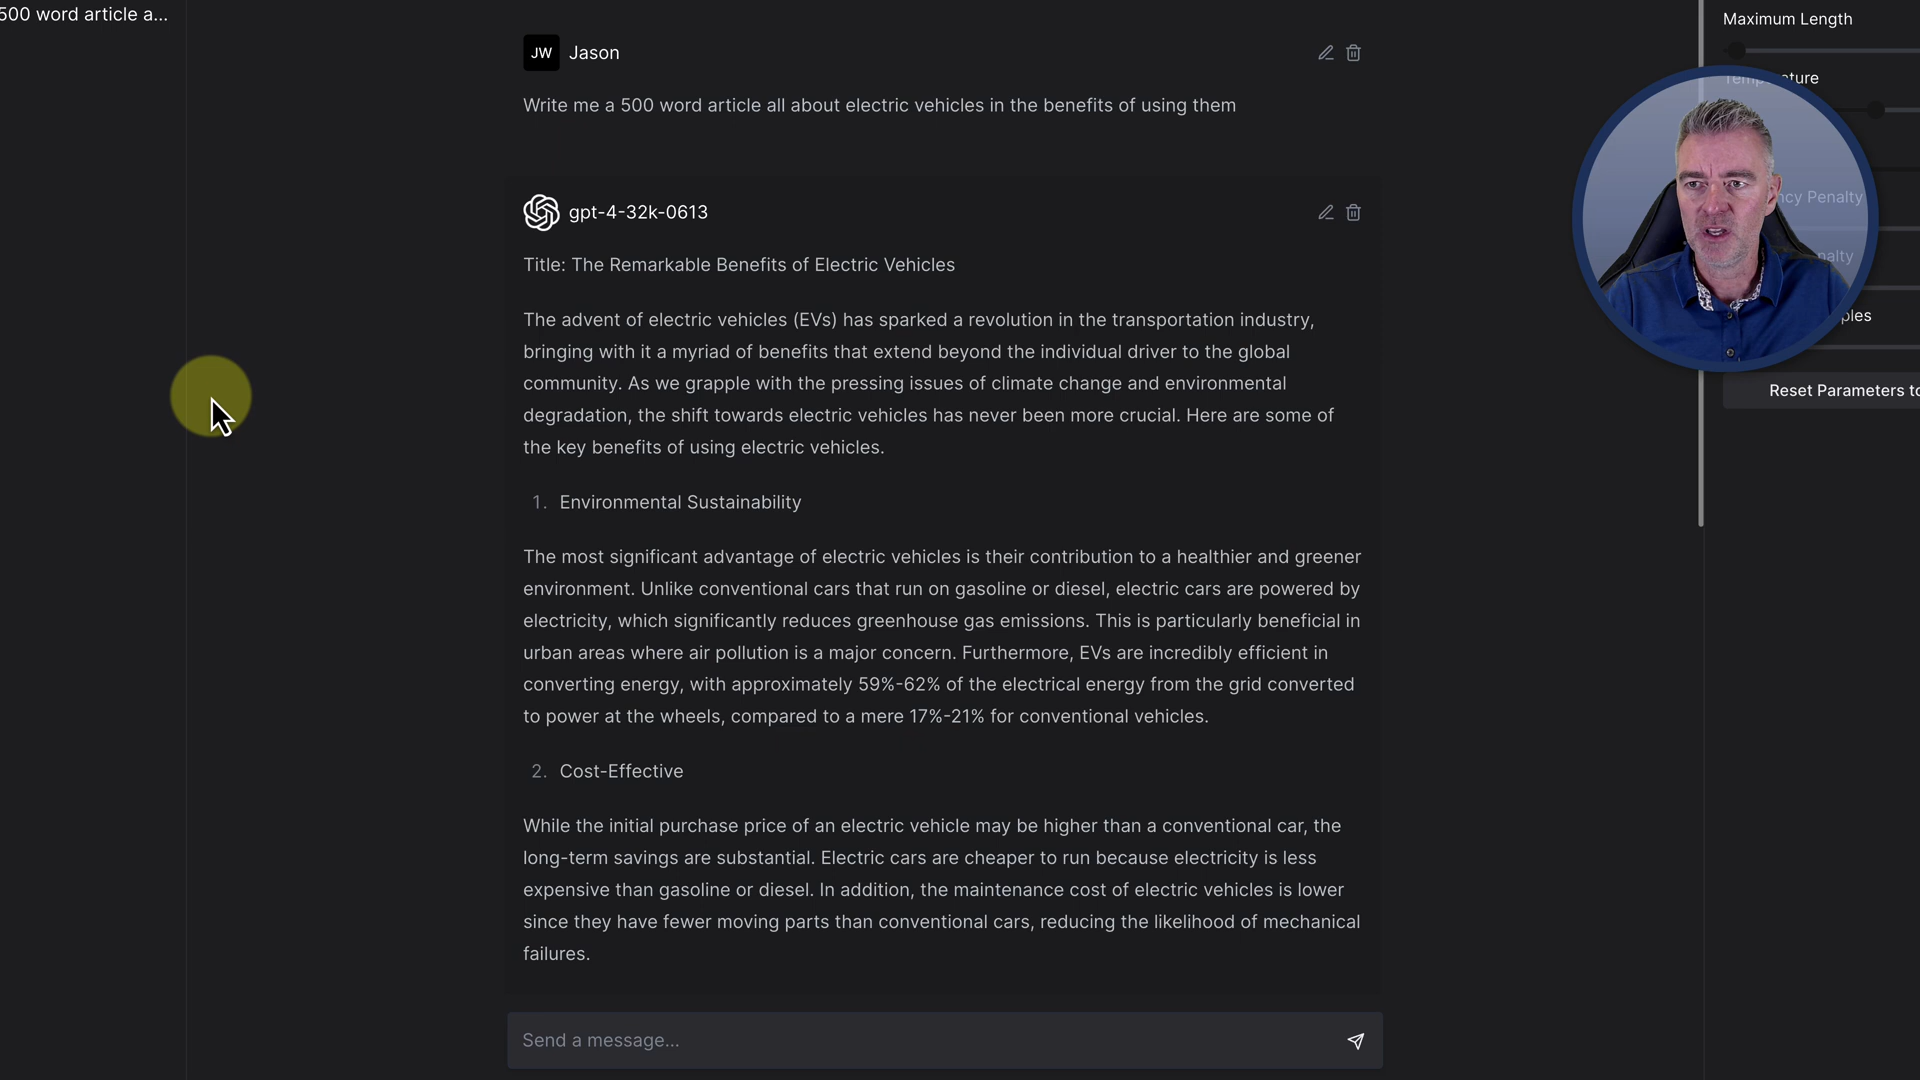 500 word article a...
JW Jason
Write me a 500 word article all about electric vehicles in the benefits of using them
gpt-4-32k-0613
Title: The Remarkable Benefits of Electric Vehicles
The advent of electric vehicles (EVs) has sparked a revolution in the transportation industry,
bringing with it a myriad of benefits that extend beyond the individual driver to the global
community. As we grapple with the pressing issues of climate change and environmental
degradation, the shift towards electric vehicles has never been more crucial. Here are some of
the key benefits of using electric vehicles.
1. Environmental Sustainability
The most significant advantage of electric vehicles is their contribution to a healthier and greener
environment. Unlike conventional cars that run on gasoline or diesel, electric cars are powered by
electricity, which significantly reduces greenhouse gas emissions. This is particularly beneficial in
urban areas where air pollution is a major concern. Furthermore, EVs are incredibly efficient in
converting energy, with approximately 59%-62% of the electrical energy from the grid converted
to power at the wheels, compared to a mere 17%-21% for conventional vehicles.
2. Cost-Effective
While the initial purchase price of an electric vehicle may be higher than a conventional car, the
long-term savings are substantial. Electric cars are cheaper to run because electricity is less
expensive than gasoline or diesel. In addition, the maintenance cost of electric vehicles is lower
since they have fewer moving parts than conventional cars, reducing the likelihood of mechanical
failures.
Send a message...
Maximum Length
Temperature
ncy Penalty
nalty
ples
Reset Parameters to